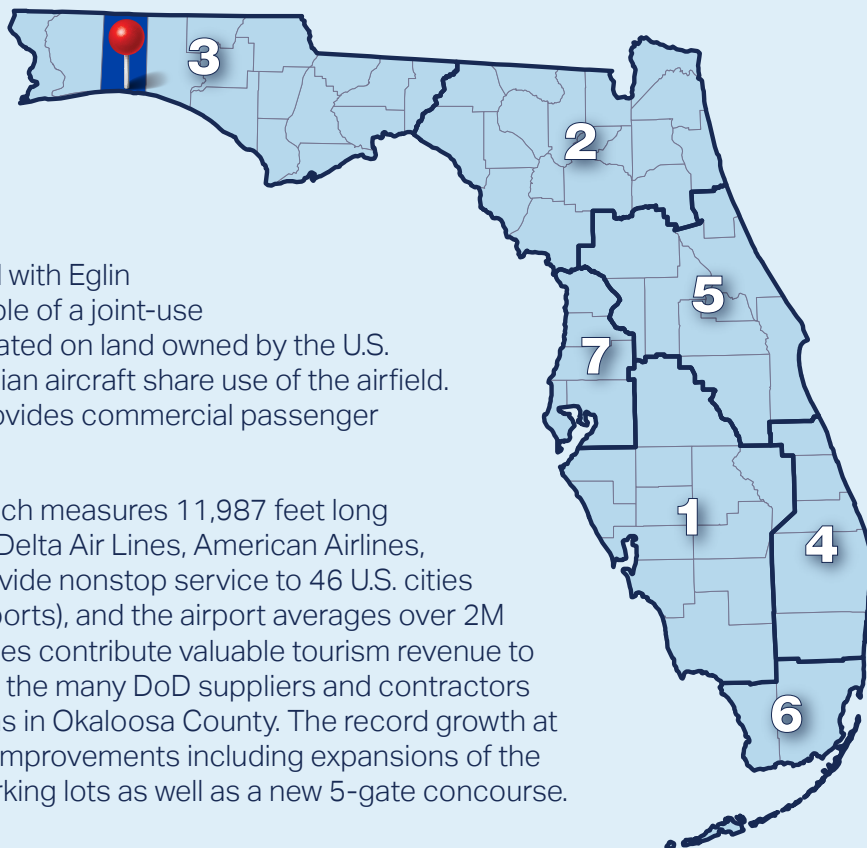 3
2
5
7
1
4
6
with Eglin
ple of a joint-use
ated on land owned by the U.S.
ian aircraft share use of the airfield.
ovides commercial passenger
ch measures 11,987 feet long
Delta Air Lines, American Airlines,
vide nonstop service to 46 U.S. cities
ports), and the airport averages over 2M
es contribute valuable tourism revenue to
the many DoD suppliers and contractors
s in Okaloosa County. The record growth at
improvements including expansions of the
rking lots as well as a new 5-gate concourse.